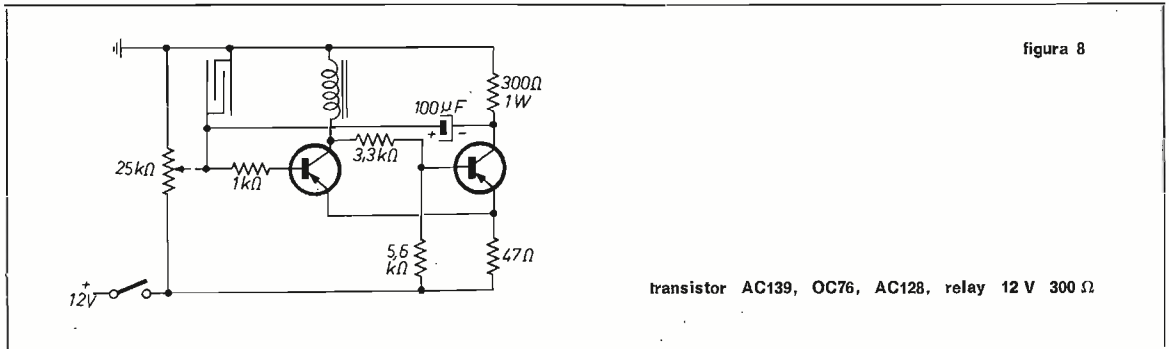 figura 8
300Ω
1W
100µF
+ -
3,3kΩ
25kΩ
1kΩ
5,6
kΩ
47Ω
+
12V
transistor AC139, OC76, AC128, relay 12 V 300 Ω